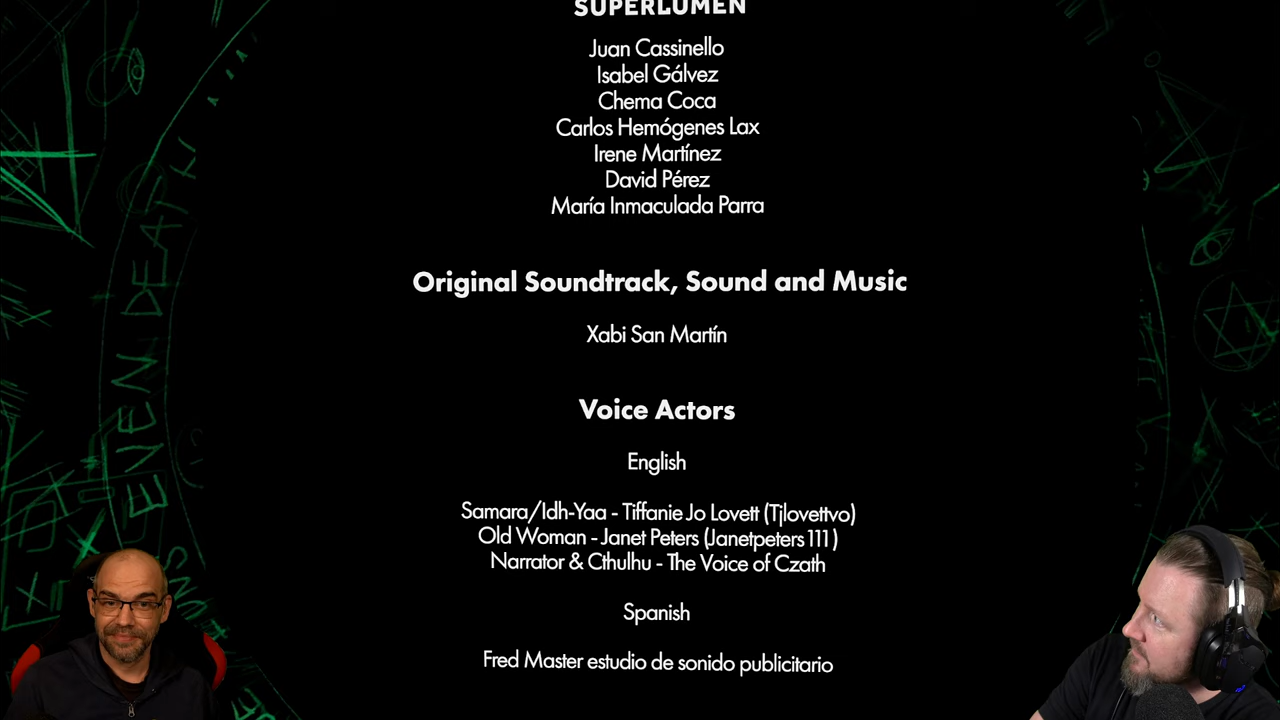 SUPERLUMEN
Juan Cassinello
Isabel Gálvez
Chema Coca
Carlos Hemógenes Lax
Irene Martínez
David Pérez
María Inmaculada Parra
Original Soundtrack, Sound and Music
Xabi San Martín
Voice Actors
English
Samara/Idh-Yaa - Tiffanie Jo Lovett (Tjlovettvo)
Old Woman - Janet Peters (Janetpeters111)
Narrator & Cthulhu - The Voice of Czath
Spanish
Fred Master estudio de sonido publicitario
EVEN DEATH